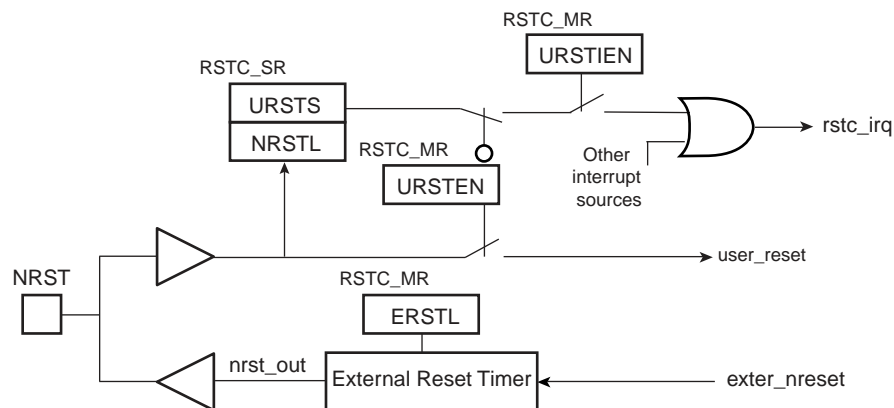 RSTC_MR
URSTIEN
RSTC_SR
URSTS
NRSTL
rstc_irq
RSTC_MR
Other
interrupt
sources
URSTEN
user_reset
NRST
RSTC_MR
ERSTL
nrst_out
External Reset Timer
exter_nreset